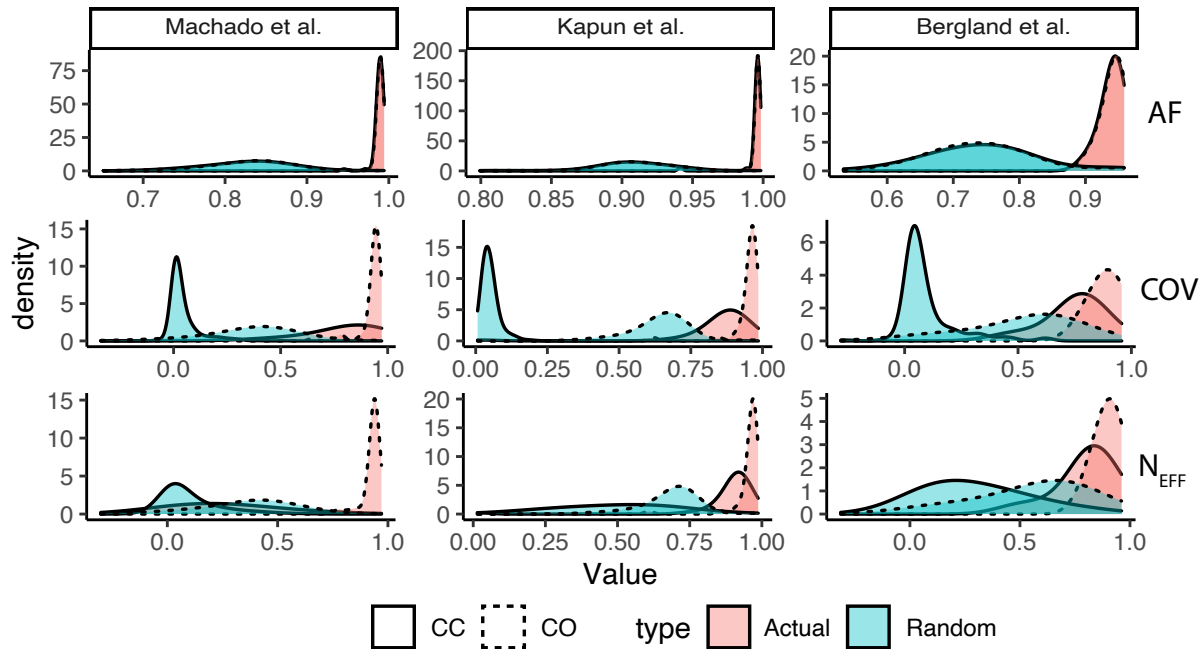 Machado et al. Kapun et al. Bergland et al.
75 50 25 0
200 150 100 50 0
20 15 10 5 0
AF
0.7 0.8 0.9 1.0
0.80 0.85 0.90 0.95 1.00
0.6 0.7 0.8 0.9
density
15 10 5 0
15 10 5 0
6 4 2 0
COV
0.0 0.5 1.0
0.00 0.25 0.50 0.75 1.00
0.0 0.5 1.0
15 10 5 0
20 15 10 5 0
5 4 3 2 1 0
NEFF
0.0 0.5 1.0
0.00 0.25 0.50 0.75 1.00
0.0 0.5 1.0
Value
CC CO type Actual Random